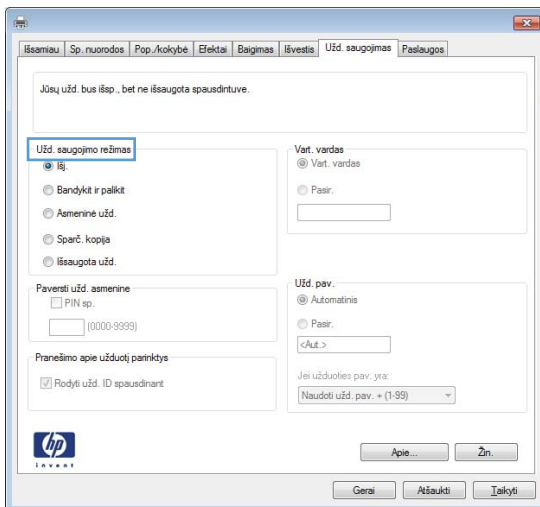 Išsamiau Sp. nuorodos Pop./kokybė Efektai Baigimas Išvestis Užd. saugojimas Paslaugos
Jūsų užd. bus išsp., bet ne išsaugota spausdintuve.
Užd. saugojimo režimas
Išj.
Bandykit ir palikit
Asmeninė užd.
Sparč. kopija
Išsaugota užd.
Vart. vardas
Vart. vardas
Pasir.
Paversti užd. asmenine
PIN sp.
(0000-9999)
Užd. pav.
Automatinis
Pasir.
<Aut.>
Jei užduoties pav. yra:
Naudoti užd. pav. + (1-99)
Pranešimo apie užduotį parinktys
Rodyti užd. ID spausdinant
hp
invent
Apie... Žin.
Gerai Atšaukti Taikyti